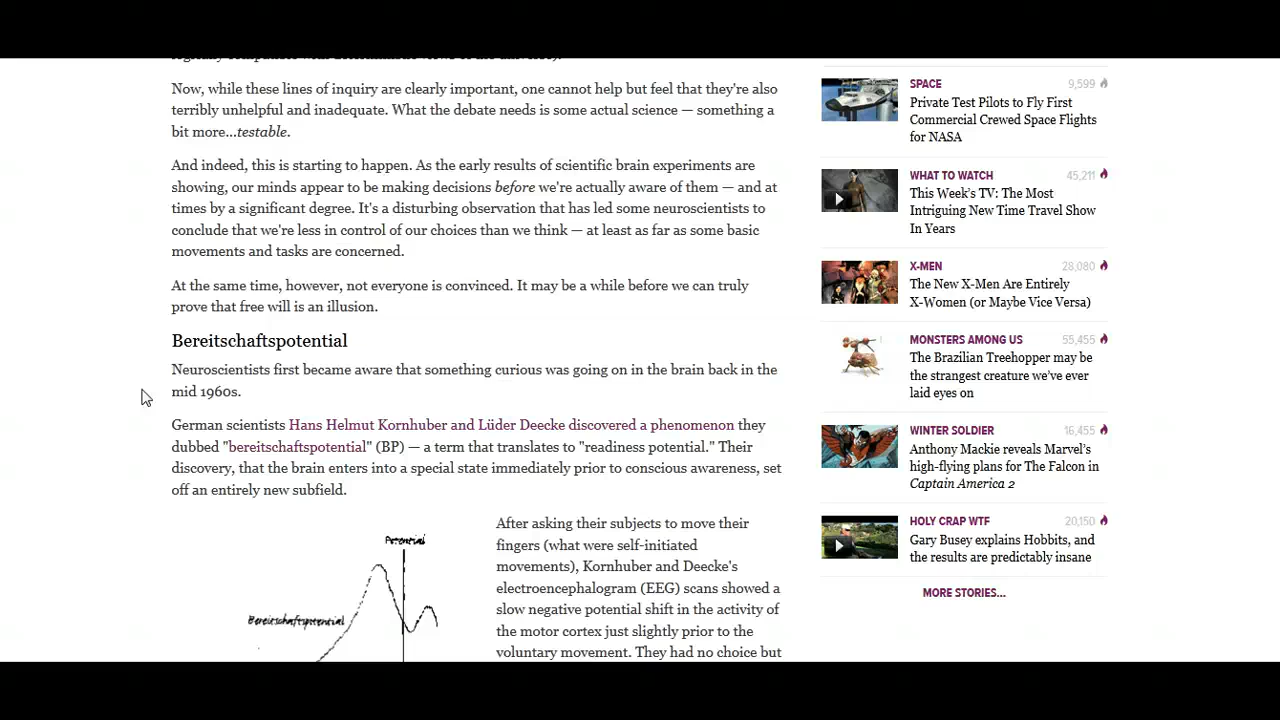 Now, while these lines of inquiry are clearly important, one cannot help but feel that they're also
terribly unhelpful and inadequate. What the debate needs is some actual science — something a
bit more...testable.
And indeed, this is starting to happen. As the early results of scientific brain experiments are
showing, our minds appear to be making decisions before we're actually aware of them — and at
times by a significant degree. It's a disturbing observation that has led some neuroscientists to
conclude that we're less in control of our choices than we think — at least as far as some basic
movements and tasks are concerned.
At the same time, however, not everyone is convinced. It may be a while before we can truly
prove that free will is an illusion.
Bereitschaftspotential
Neuroscientists first became aware that something curious was going on in the brain back in the
mid 1960s.
German scientists Hans Helmut Kornhuber and Lüder Deecke discovered a phenomenon they
dubbed "bereitschaftspotential" (BP) — a term that translates to "readiness potential." Their
discovery, that the brain enters into a special state immediately prior to conscious awareness, set
off an entirely new subfield.
Potential
Bereitschaftspotential
After asking their subjects to move their
fingers (what were self-initiated
movements), Kornhuber and Deecke's
electroencephalogram (EEG) scans showed a
slow negative potential shift in the activity of
the motor cortex just slightly prior to the
voluntary movement. They had no choice but
SPACE 9,599
Private Test Pilots to Fly First
Commercial Crewed Space Flights
for NASA
WHAT TO WATCH 45,211
This Week's TV: The Most
Intriguing New Time Travel Show
In Years
X-MEN 28,080
The New X-Men Are Entirely
X-Women (or Maybe Vice Versa)
MONSTERS AMONG US 55,455
The Brazilian Treehopper may be
the strangest creature we've ever
laid eyes on
WINTER SOLDIER 16,455
Anthony Mackie reveals Marvel's
high-flying plans for The Falcon in
Captain America 2
HOLY CRAP WTF 20,150
Gary Busey explains Hobbits, and
the results are predictably insane
MORE STORIES...